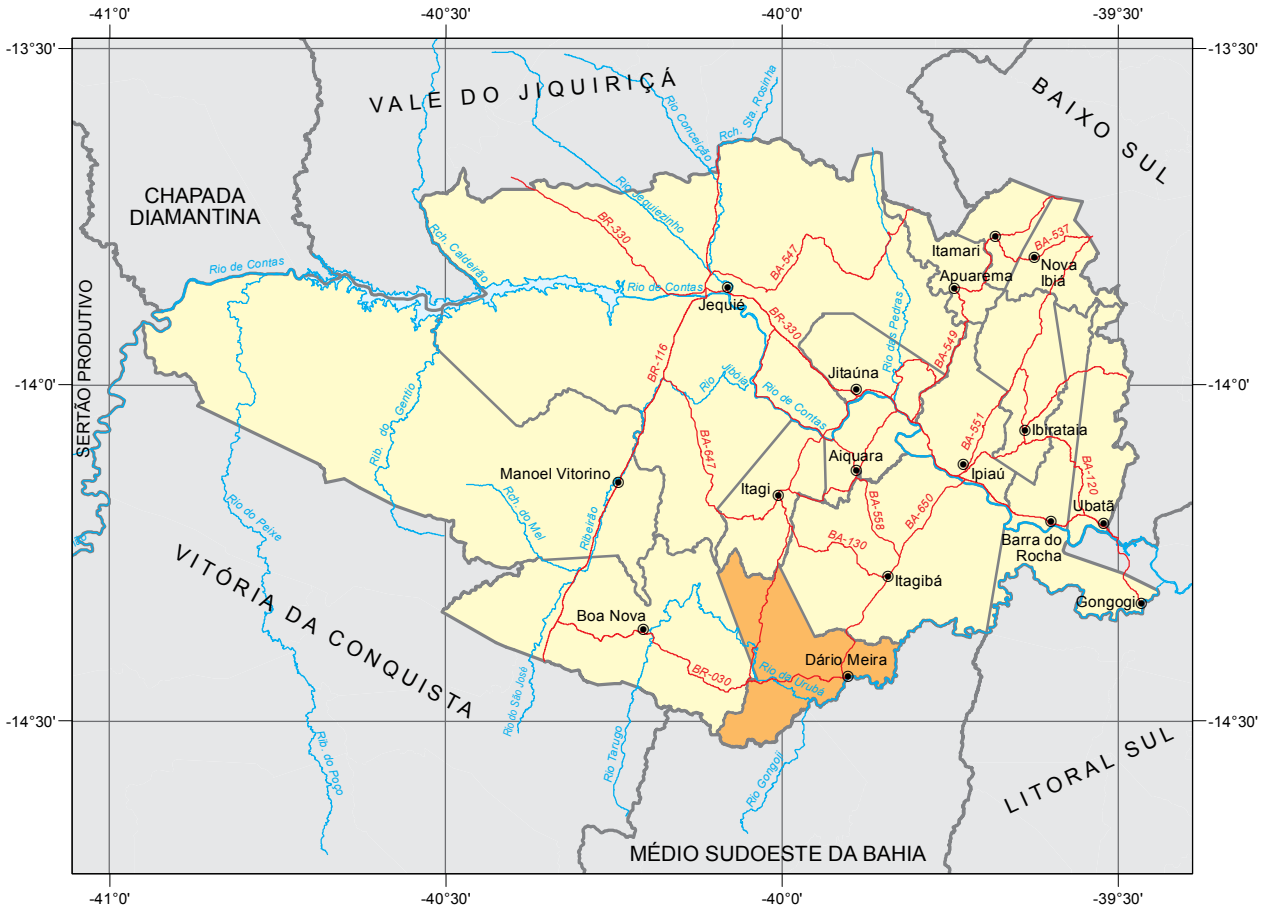 -41°0'
-40°30'
-40°0'
-39°30'
-13°30'
-13°30'
VALE DO JIQUIRIÇÁ
BAIXO SUL
Rio Conceição
Rch. Sta. Rosinha
CHAPADA
DIAMANTINA
BR-330
Rio Jequiezinho
Rch. Caldeirão
Rio de Contas
BA-547
Itamari
BA-537
Nova
Ibiá
Apuarema
Rio de Contas
Jequié
Rio das Pedras
SERTÃO PRODUTIVO
BR-330
BA-549
BR-116
-14°0'
-14°0'
Jitaúna
Rio Jibóia
Rio de Contas
Rib. do Gentio
BA-647
BA-551
Ibirataia
Aiquara
Ipiaú
Manoel Vitorino
Itagi
BA-120
Rch. do Mel
Rio do Peixe
BA-558
BA-650
Ubatã
Ribeirão
Barra do
Rocha
BA-130
Itagibá
VITÓRIA DA CONQUISTA
Gongogi
Boa Nova
Dário Meira
BR-030
Rio da Urubá
Rio do São José
-14°30'
-14°30'
Rib. do Poço
Rio Tarugo
Rio Gongoji
LITORAL SUL
MÉDIO SUDOESTE DA BAHIA
-41°0'
-40°30'
-40°0'
-39°30'